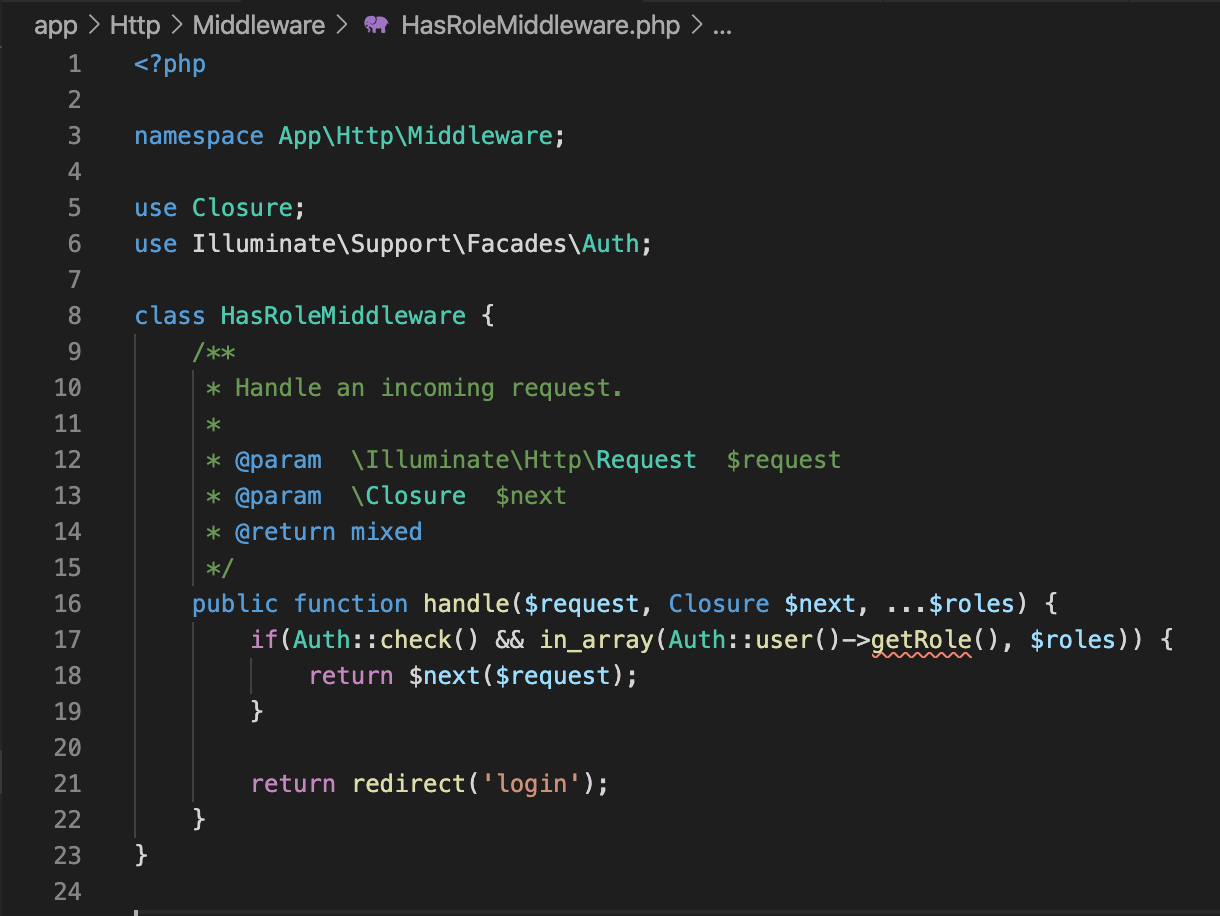 app > Http > Middleware > HasRoleMiddleware.php > ...
1 <?php
2
3 namespace App\Http\Middleware;
4
5 use Closure;
6 use Illuminate\Support\Facades\Auth;
7
8 class HasRoleMiddleware {
9     /**
10      * Handle an incoming request.
11      *
12      * @param  \Illuminate\Http\Request  $request
13      * @param  \Closure  $next
14      * @return mixed
15      */
16     public function handle($request, Closure $next, ...$roles) {
17         if(Auth::check() && in_array(Auth::user()->getRole(), $roles)) {
18             return $next($request);
19         }
20
21         return redirect('login');
22     }
23 }
24